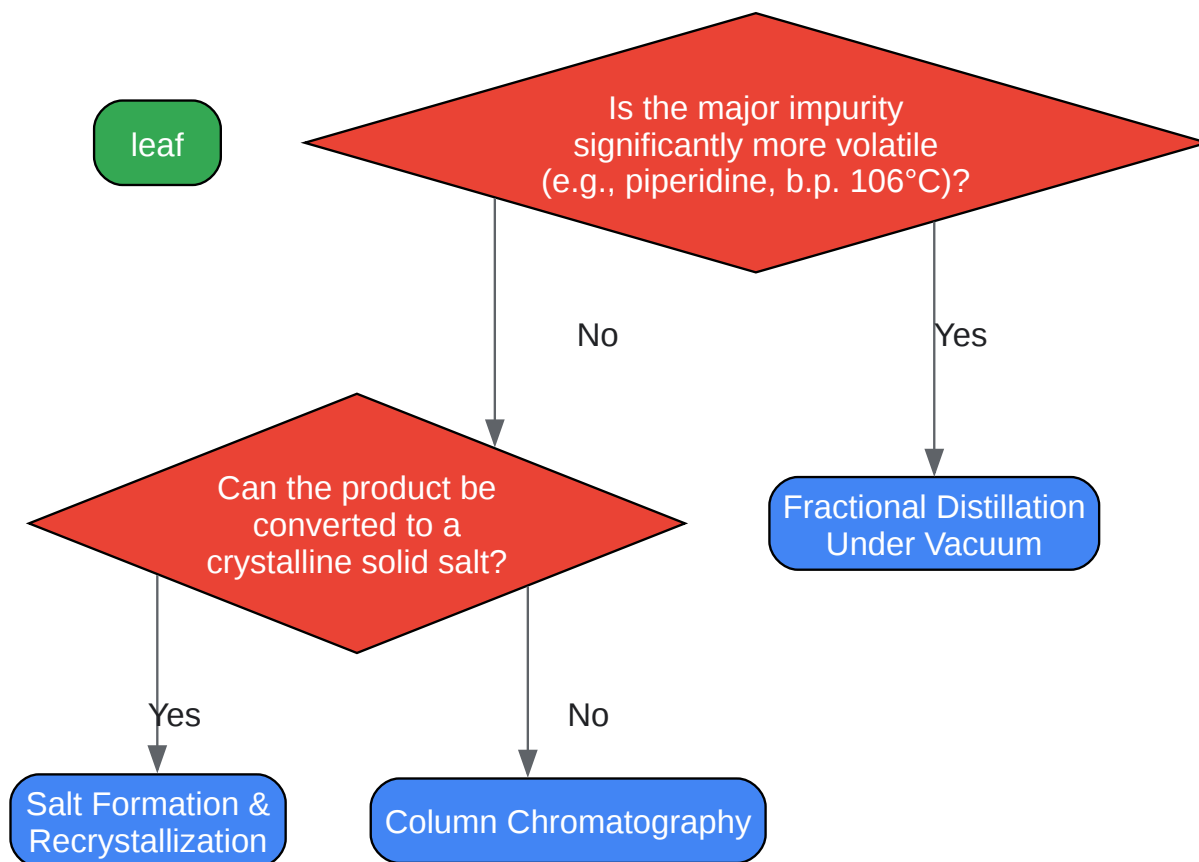 leaf
Is the major impurity
significantly more volatile
(e.g., piperidine, b.p. 106°C)?
No
Yes
Can the product be
converted to a
crystalline solid salt?
Fractional Distillation
Under Vacuum
Yes
No
Salt Formation &
Recrystallization
Column Chromatography